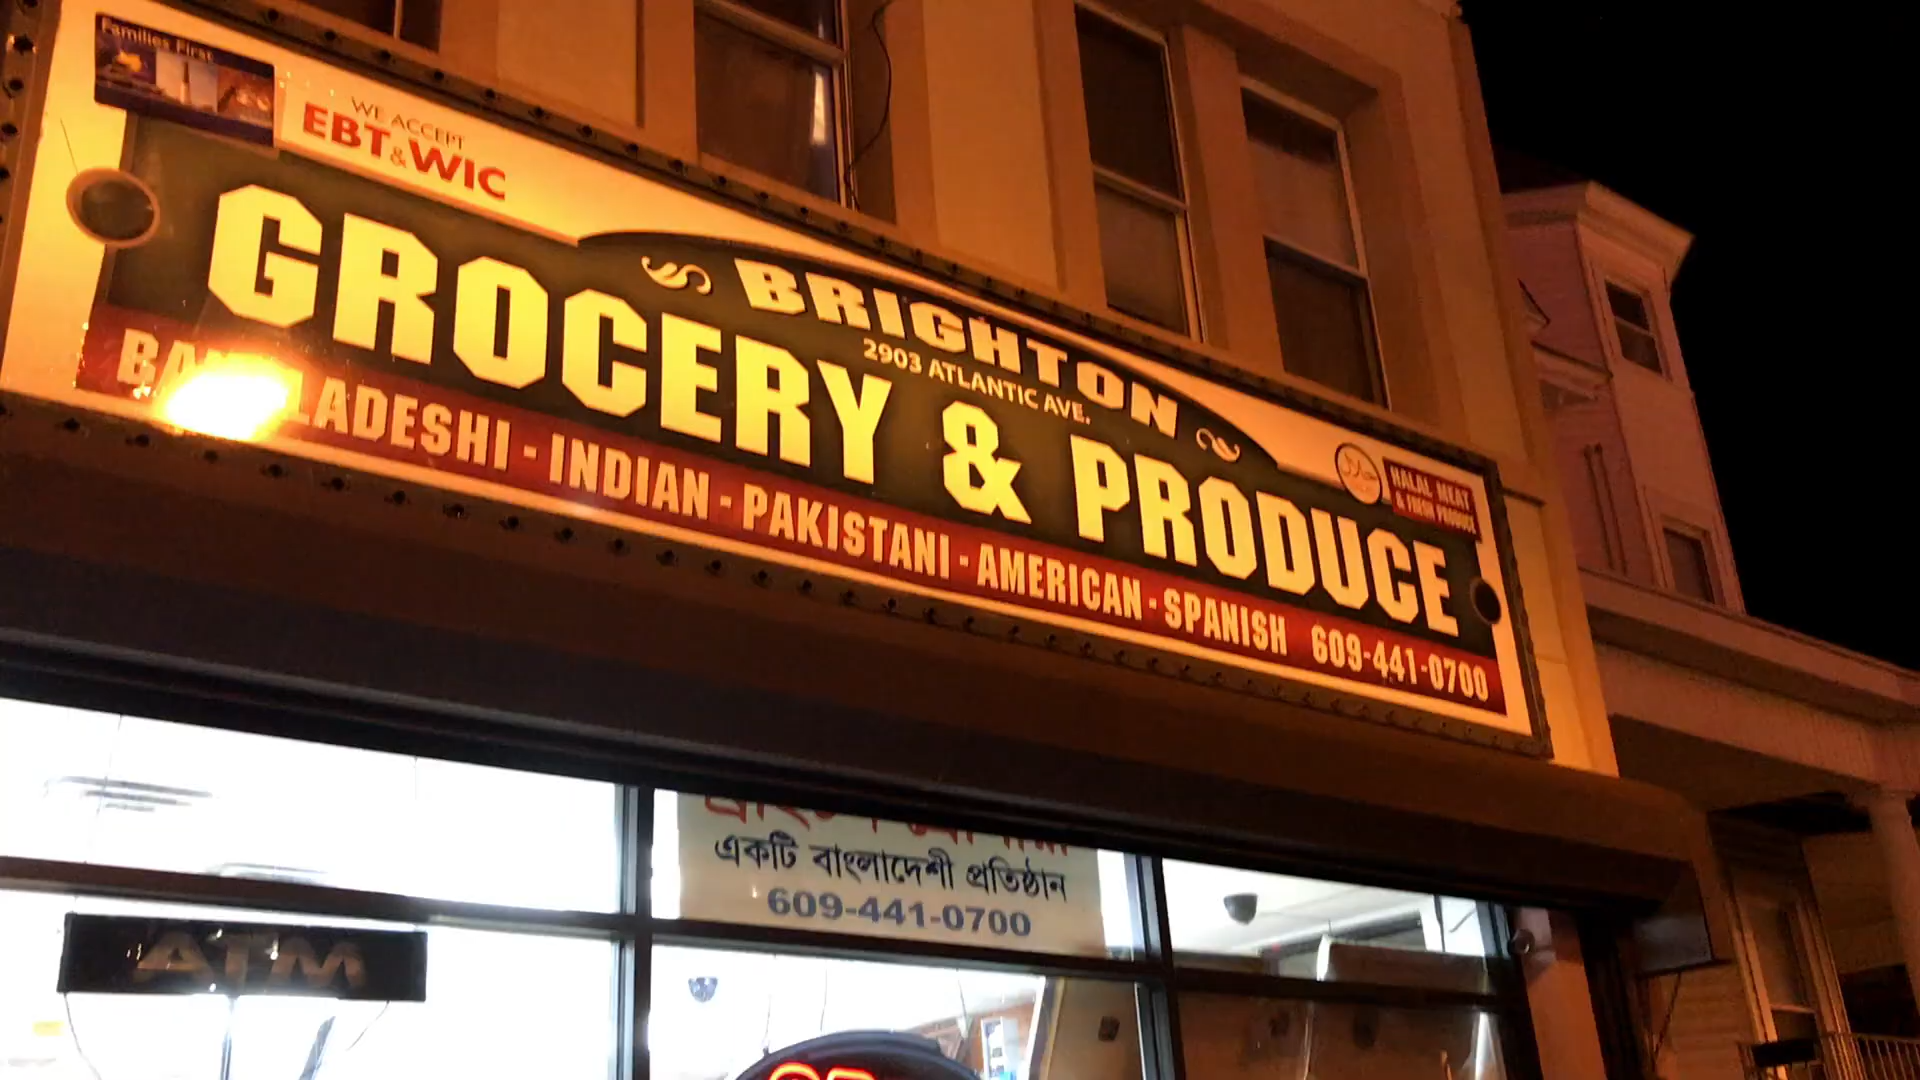 Families First
WE ACCEPT
EBT & WIC
BRIGHTON
2903 ATLANTIC AVE.
GROCERY & PRODUCE
HALAL MEAT
& FRESH PRODUCE
LADESHI - INDIAN - PAKISTANI - AMERICAN - SPANISH 609-441-0700
একটি বাংলাদেশী প্রতিষ্ঠান
609-441-0700
ATM